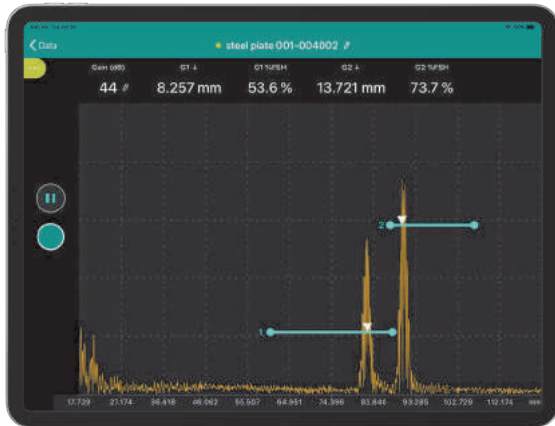 Data
steel plate 001-004002
Gain (dB) G1 ↓ G1 %FSH G2 ↓ G2 %FSH
44 8.257 mm 53.6 % 13.721 mm 73.7 %
2
1
17.729 27.174 36.618 46.062 55.507 64.951 74.396 83.840 93.285 102.729 112.174 mm